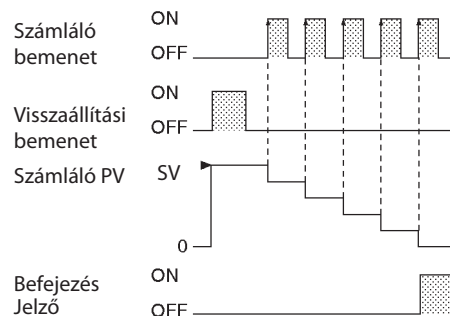 ON
Számláló
bemenet
OFF
ON
Visszaállítási
bemenet
OFF
Számláló PV SV
0
ON
Befejezés
Jelző
OFF